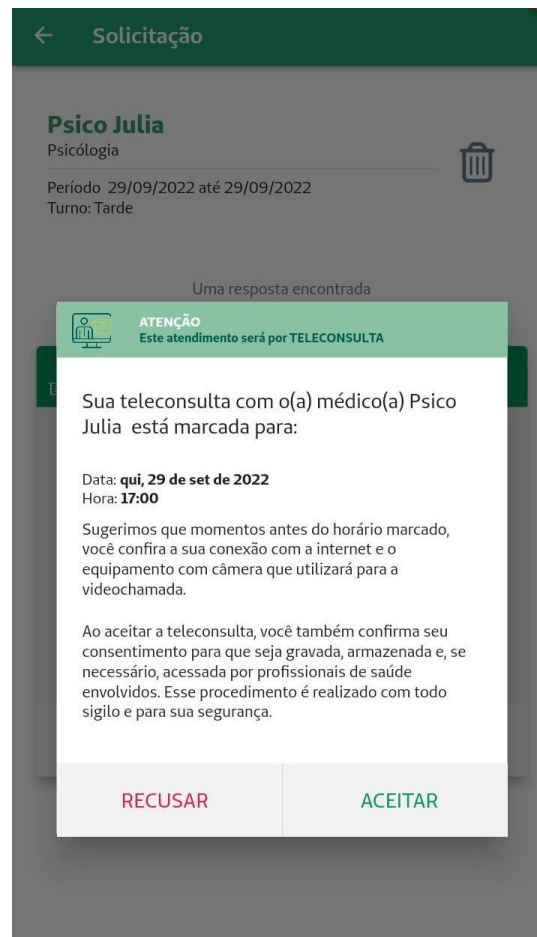 Solicitação
Psico Julia
Psicólogia
Período 29/09/2022 até 29/09/2022
Turno: Tarde
Uma resposta encontrada
ATENÇÃO
Este atendimento será por TELECONSULTA
Sua teleconsulta com o(a) médico(a) Psico
Julia está marcada para:
Data: qui, 29 de set de 2022
Hora: 17:00
Sugerimos que momentos antes do horário marcado,
você confira a sua conexão com a internet e o
equipamento com câmera que utilizará para a
videochamada.
Ao aceitar a teleconsulta, você também confirma seu
consentimento para que seja gravada, armazenada e, se
necessário, acessada por profissionais de saúde
envolvidos. Esse procedimento é realizado com todo
sigilo e para sua segurança.
RECUSAR
ACEITAR